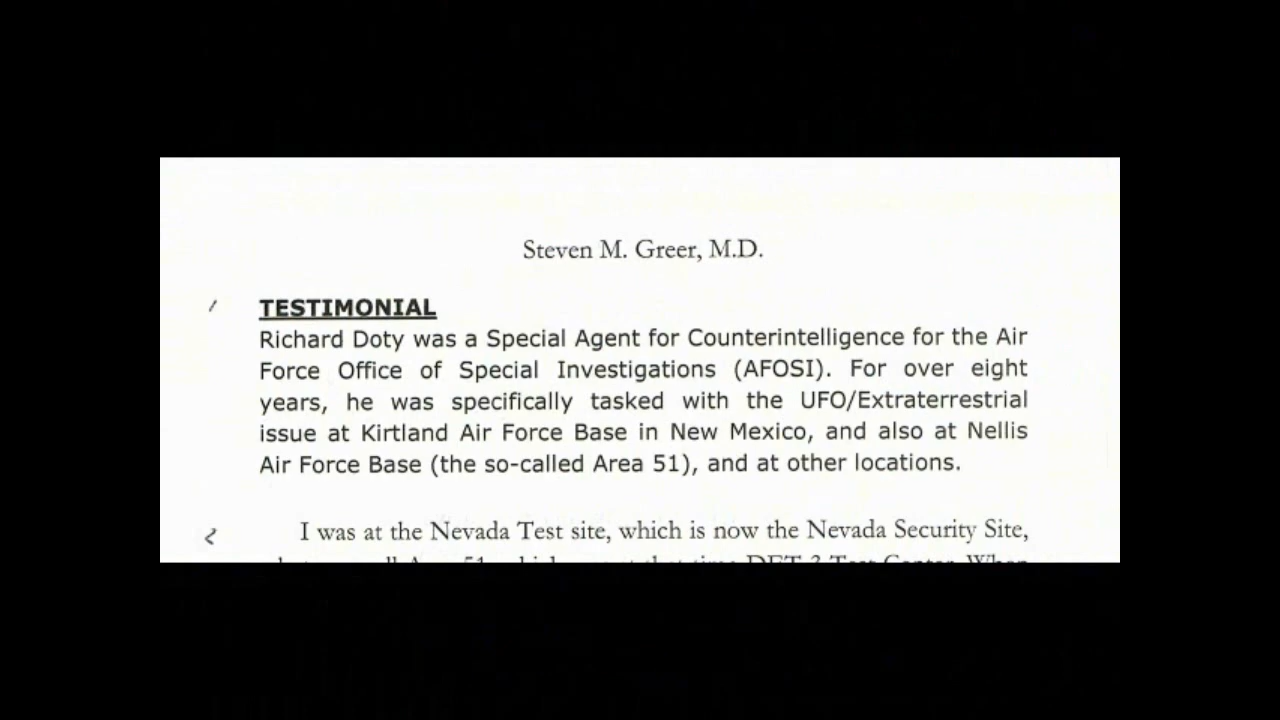 Steven M. Greer, M.D.
TESTIMONIAL
Richard Doty was a Special Agent for Counterintelligence for the Air
Force Office of Special Investigations (AFOSI). For over eight
years, he was specifically tasked with the UFO/Extraterrestrial
issue at Kirtland Air Force Base in New Mexico, and also at Nellis
Air Force Base (the so-called Area 51), and at other locations.
I was at the Nevada Test site, which is now the Nevada Security Site,